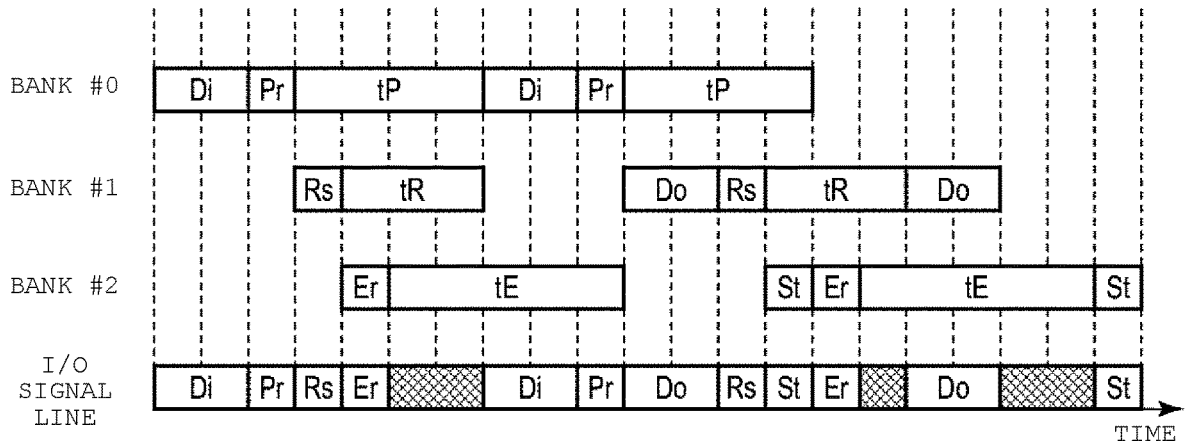 BANK #0 Di Pr tP Di Pr tP
BANK #1 Rs tR Do Rs tR Do
BANK #2 Er tE St Er tE St
I/O
SIGNAL
LINE
Di Pr Rs Er Di Pr Do Rs St Er Do St
TIME